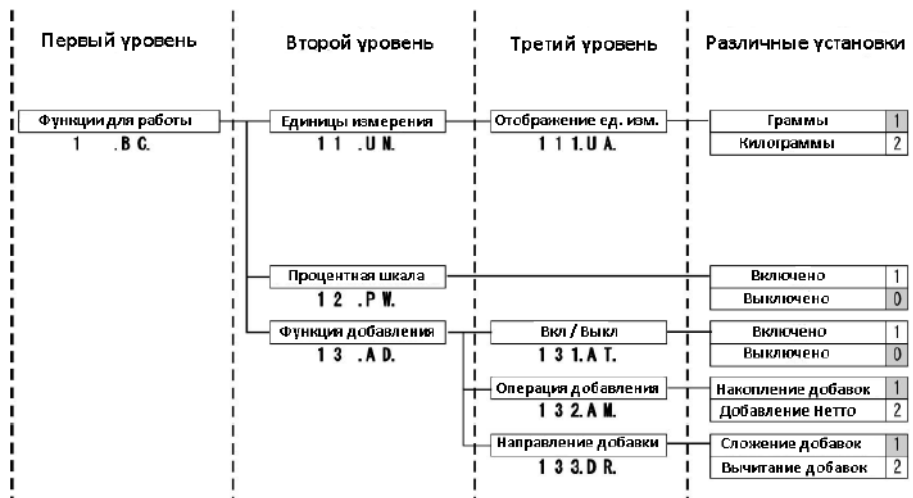 Первый уровень Второй уровень Третий уровень Различные установки
Функции для работы Единицы измерения Отображение ед. изм. Граммы 1
1 .B C. 1 1 .U N. 1 1 1.U A. Килограммы 2
Процентная шкала Включено 1
1 2 .P W. Выключено 0
Функция добавления Вкл / Выкл Включено 1
1 3 .A D. 1 3 1.A T. Выключено 0
Операция добавления Накопление добавок 1
1 3 2.A M. Добавление Нетто 2
Направление добавки Сложение добавок 1
1 3 3.D R. Вычитание добавок 2